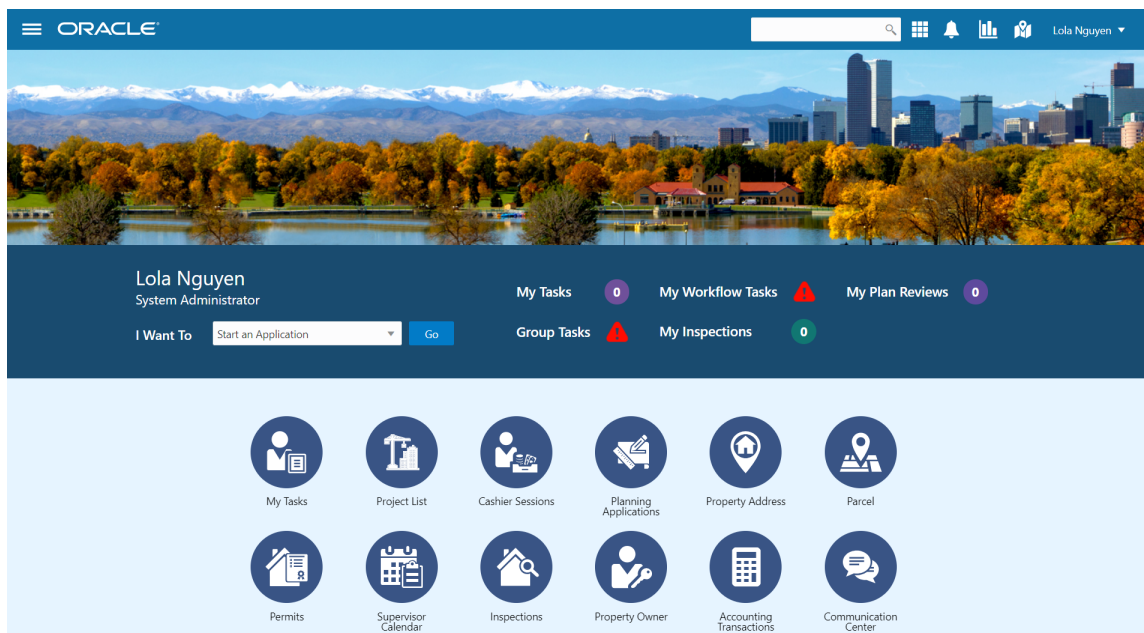 ORACLE
Lola Nguyen
Lola Nguyen
System Administrator
I Want To
Start an Application
Go
My Tasks
0
My Workflow Tasks
My Plan Reviews
0
Group Tasks
My Inspections
0
My Tasks
Project List
Cashier Sessions
Planning
Applications
Property Address
Parcel
Permits
Supervisor
Calendar
Inspections
Property Owner
Accounting
Transactions
Communication
Center